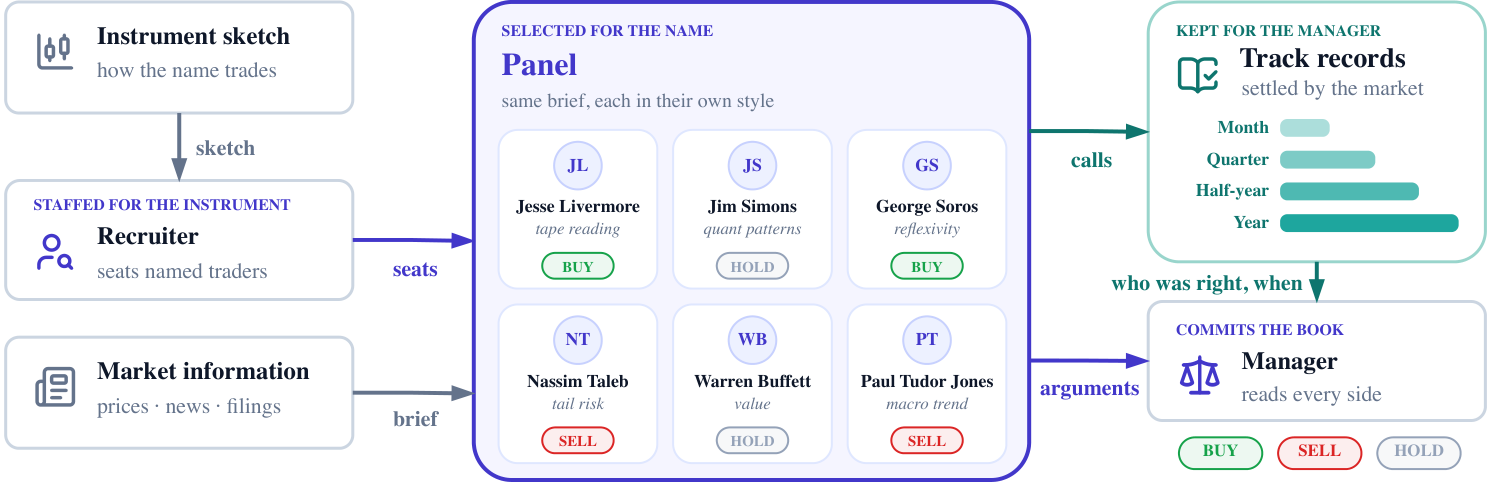 Instrument sketch
how the name trades
sketch
STAFFED FOR THE INSTRUMENT
Recruiter
seats named traders
seats
Market information
prices · news · filings
brief
SELECTED FOR THE NAME
Panel
same brief, each in their own style
JL
Jesse Livermore
tape reading
BUY
JS
Jim Simons
quant patterns
HOLD
GS
George Soros
reflexivity
BUY
NT
Nassim Taleb
tail risk
SELL
WB
Warren Buffett
value
HOLD
PT
Paul Tudor Jones
macro trend
SELL
calls
arguments
KEPT FOR THE MANAGER
Track records
settled by the market
Month
Quarter
Half-year
Year
who was right, when
COMMITS THE BOOK
Manager
reads every side
BUY
SELL
HOLD